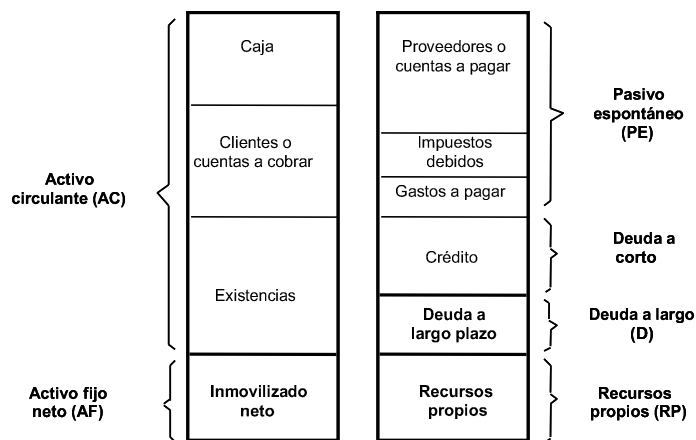 Activo
circulante (AC)
Activo fijo
neto (AF)
Caja
Clientes o
cuentas a cobrar
Existencias
Inmovilizado
neto
Proveedores o
cuentas a pagar
Impuestos
debidos
Gastos a pagar
Crédito
Deuda a
largo plazo
Recursos
propios
Pasivo
espontáneo
(PE)
Deuda a
corto
Deuda a largo
(D)
Recursos
propios (RP)